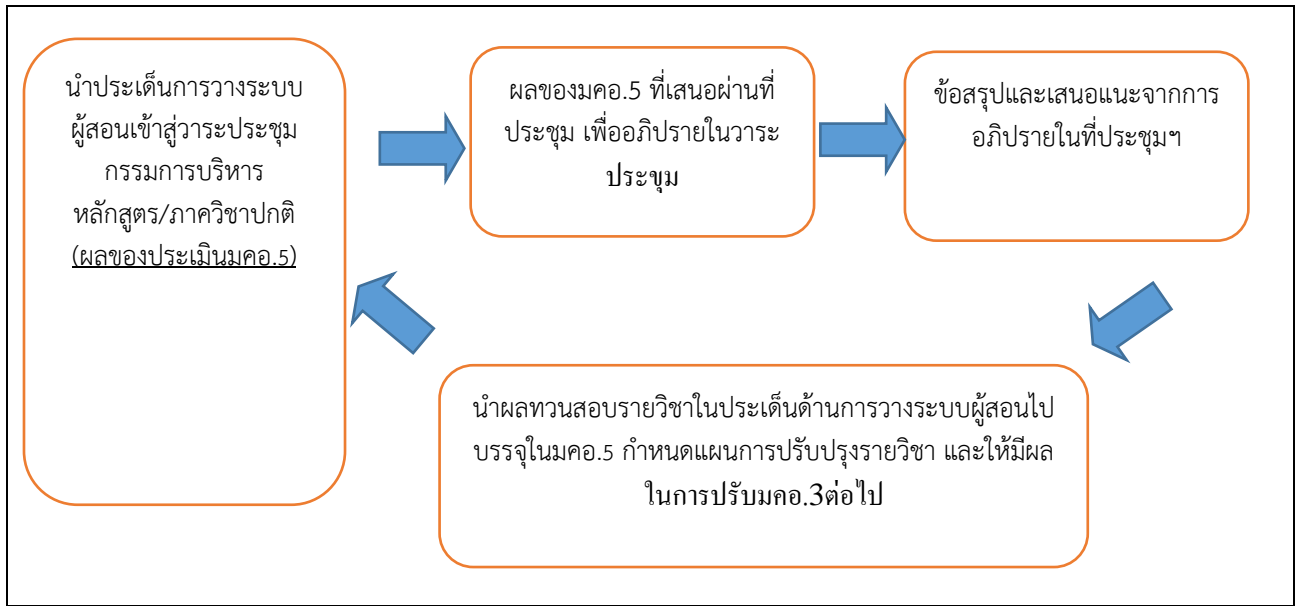 นำประเด็นการวางระบบ
ผู้สอนเข้าสู่วาระประชุม
กรรมการบริหาร
หลักสูตร/ภาควิชาปกติ
(ผลของประเมินมคอ.5)
ผลของมคอ.5 ที่เสนอผ่านที่
ประชุม เพื่ออภิปรายในวาระ
ประขุม
ข้อสรุปและเสนอแนะจากการ
อภิปรายในที่ประชุมฯ
นำผลทวนสอบรายวิชาในประเด็นด้านการวางระบบผู้สอนไป
บรรจุในมคอ.5 กำหนดแผนการปรับปรุงรายวิชา และให้มีผล
ในการปรับมคอ.3ต่อไป